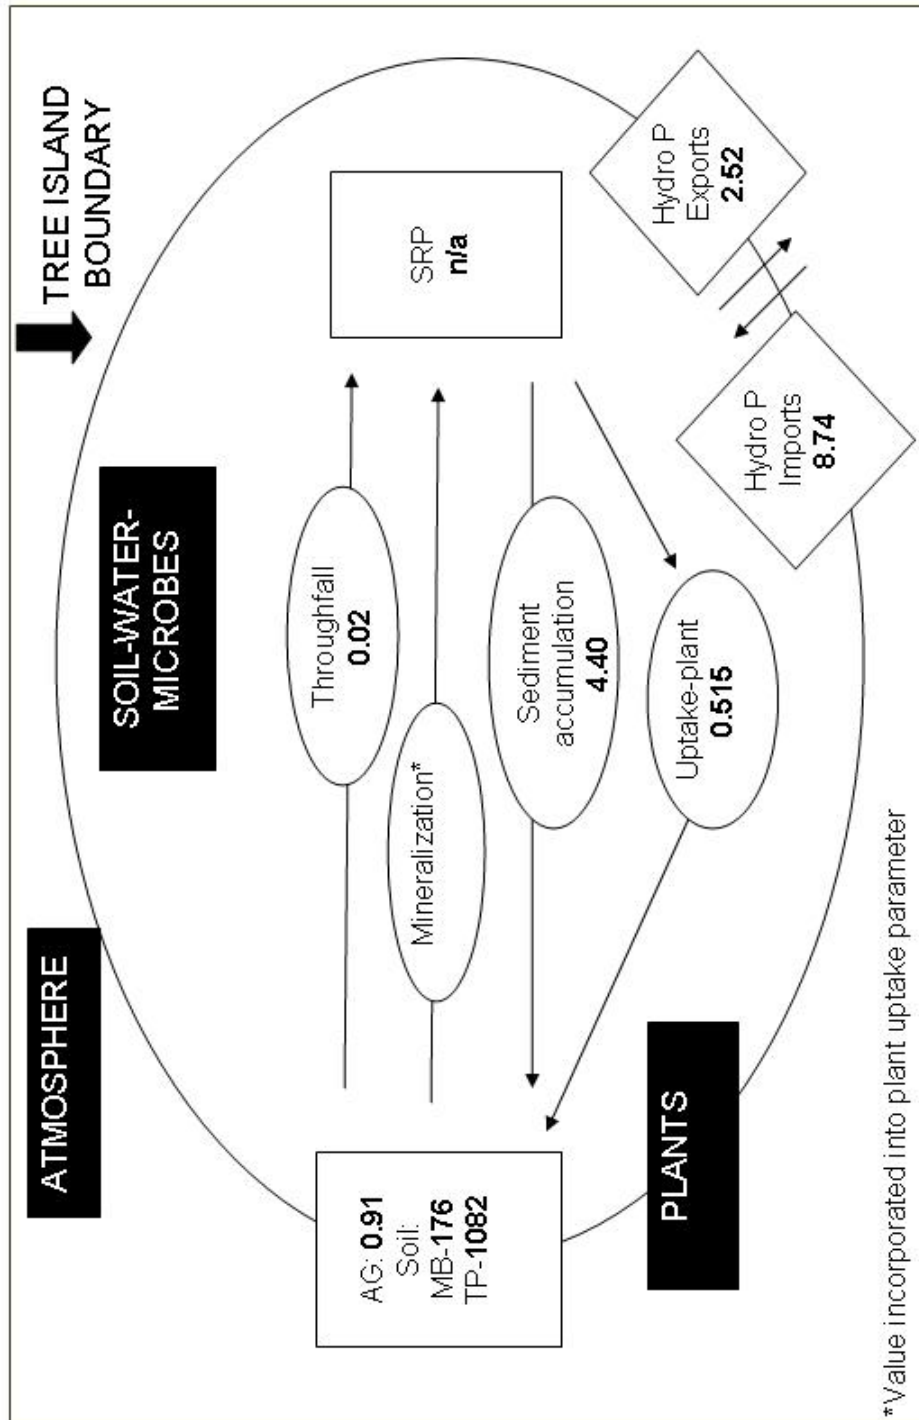 TREE ISLAND
BOUNDARY
ATMOSPHERE
SOIL-WATER-
MICROBES
AG: 0.91
Soil:
MB-176
TP-1082
Throughfall
0.02
Mineralization*
SRP
n/a
Sediment
accumulation
4.40
Uptake-plant
0.515
PLANTS
Hydro P
Imports
8.74
Hydro P
Exports
2.52
*Value incorporated into plant uptake parameter